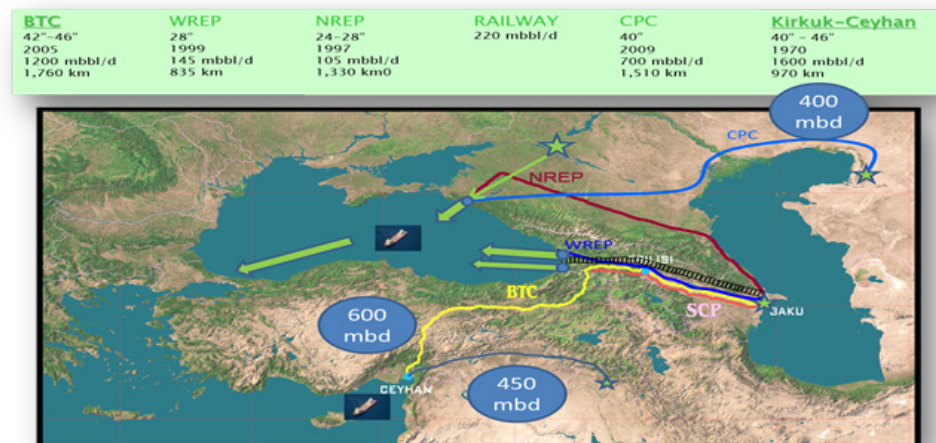 BTC
42"-46"
2005
1200 mbbl/d
1,760 km
WREP
28"
1999
145 mbbl/d
835 km
NREP
24-28"
1997
105 mbbl/d
1,330 km0
RAILWAY
220 mbbl/d
CPC
40"
2009
700 mbbl/d
1,510 km
Kirkuk-Ceyhan
40" - 46"
1970
1600 mbbl/d
970 km
400
mbd
CPC
NREP
WREP
BTC
SCP
JAKU
600
mbd
CEYHAN
450
mbd